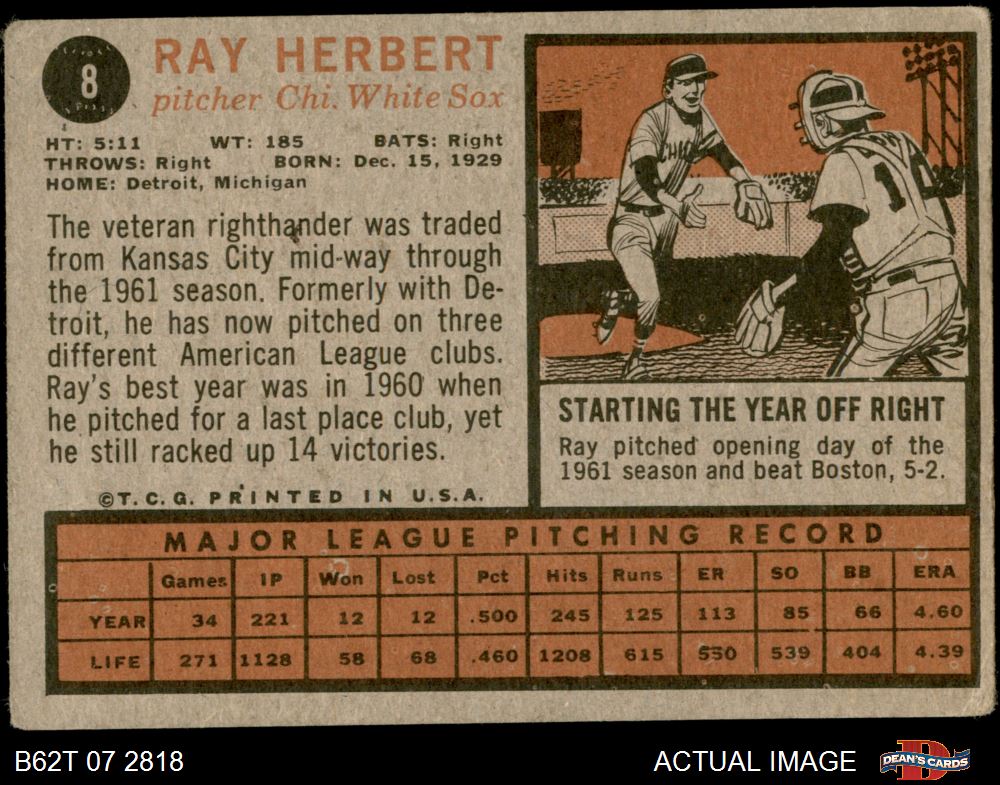 8
RAY HERBERT
pitcher Chi. White Sox
HT: 5:11 WT: 185 BATS: Right
THROWS: Right BORN: Dec. 15, 1929
HOME: Detroit, Michigan
The veteran righthander was traded
from Kansas City mid-way through
the 1961 season. Formerly with De-
troit, he has now pitched on three
different American League clubs.
Ray's best year was in 1960 when
he pitched for a last place club, yet
he still racked up 14 victories.
©T.C.G. PRINTED IN U.S.A.
STARTING THE YEAR OFF RIGHT
Ray pitched opening day of the
1961 season and beat Boston, 5-2.
MAJOR LEAGUE PITCHING RECORD
Games IP Won Lost Pct Hits Runs ER SO BB ERA
YEAR 34 221 12 12 .500 245 125 113 85 66 4.60
LIFE 271 1128 58 68 .460 1208 615 550 539 404 4.39
B62T 07 2818 ACTUAL IMAGE DEAN'S CARDS